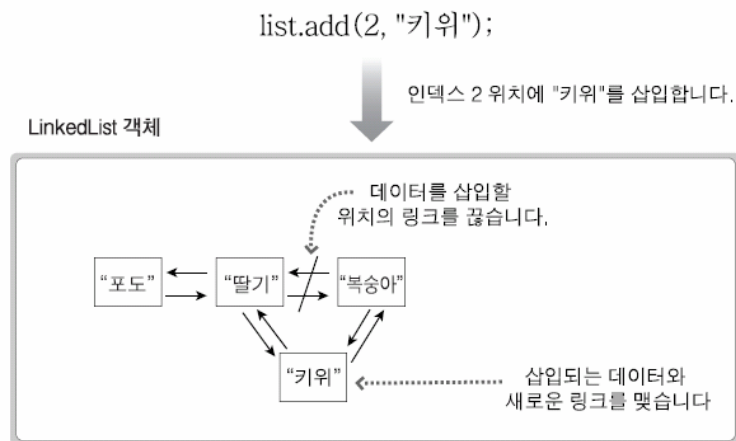 list.add(2, "키위");
인덱스 2 위치에 "키위"를 삽입합니다.
LinkedList 객체
데이터를 삽입할
위치의 링크를 끊습니다.
“포도”
“딸기”
“복숭아”
“키위”
삽입되는 데이터와
새로운 링크를 맺습니다